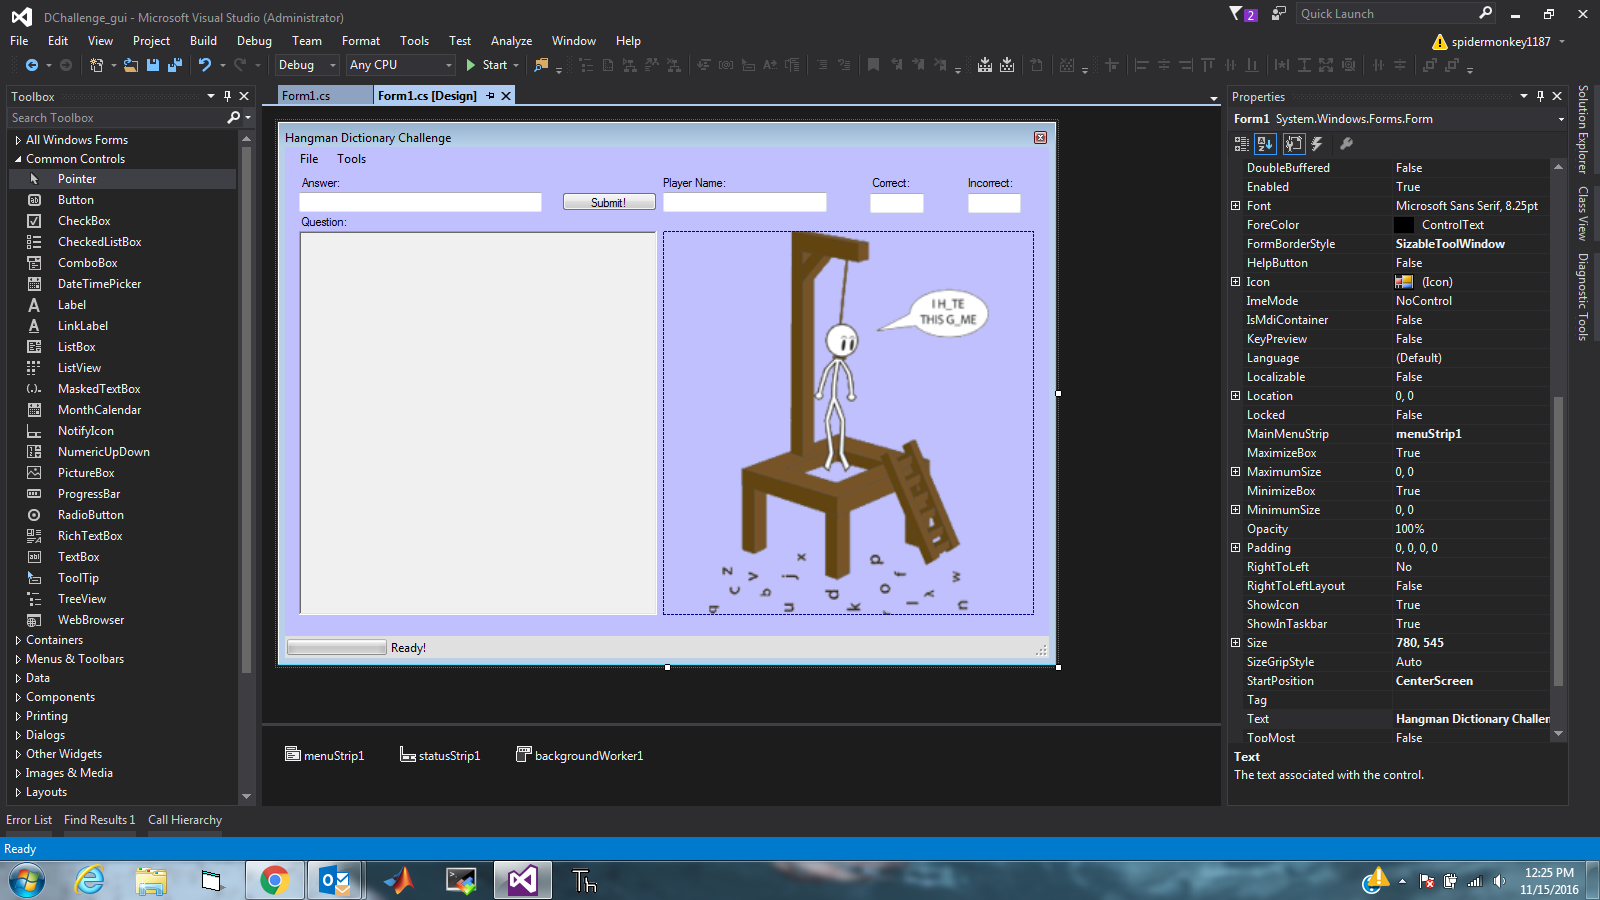 DChallenge_gui - Microsoft Visual Studio (Administrator)
2
Quick Launch
File Edit View Project Build Debug Team Format Tools Test Analyze Window Help
spidermonkey1187
Debug
Any CPU
Start
Toolbox
Search Toolbox
All Windows Forms
Common Controls
Pointer
Button
CheckBox
CheckedListBox
ComboBox
DateTimePicker
Label
LinkLabel
ListBox
ListView
MaskedTextBox
MonthCalendar
NotifyIcon
NumericUpDown
PictureBox
ProgressBar
RadioButton
RichTextBox
TextBox
ToolTip
TreeView
WebBrowser
Containers
Menus & Toolbars
Data
Components
Printing
Dialogs
Other Widgets
Images & Media
Layouts
Form1.cs
Form1.cs [Design]
Hangman Dictionary Challenge
File Tools
Answer:
Submit!
Player Name:
Correct:
Incorrect:
Question:
I H_TE
THIS G_ME
x p
z v j f w
c b d o l x
q u k n
Ready!
menuStrip1
statusStrip1
backgroundWorker1
Properties
Form1 System.Windows.Forms.Form
DoubleBuffered False
Enabled True
Font Microsoft Sans Serif, 8.25pt
ForeColor ControlText
FormBorderStyle SizableToolWindow
HelpButton False
Icon (Icon)
ImeMode NoControl
IsMdiContainer False
KeyPreview False
Language (Default)
Localizable False
Location 0, 0
Locked False
MainMenuStrip menuStrip1
MaximizeBox True
MaximumSize 0, 0
MinimizeBox True
MinimumSize 0, 0
Opacity 100%
Padding 0, 0, 0, 0
RightToLeft No
RightToLeftLayout False
ShowIcon True
ShowInTaskbar True
Size 780, 545
SizeGripStyle Auto
StartPosition CenterScreen
Tag
Text Hangman Dictionary Challen
TopMost False
Text
The text associated with the control.
Solution Explorer
Class View
Diagnostic Tools
Error List Find Results 1 Call Hierarchy
Ready
Th
12:25 PM
11/15/2016